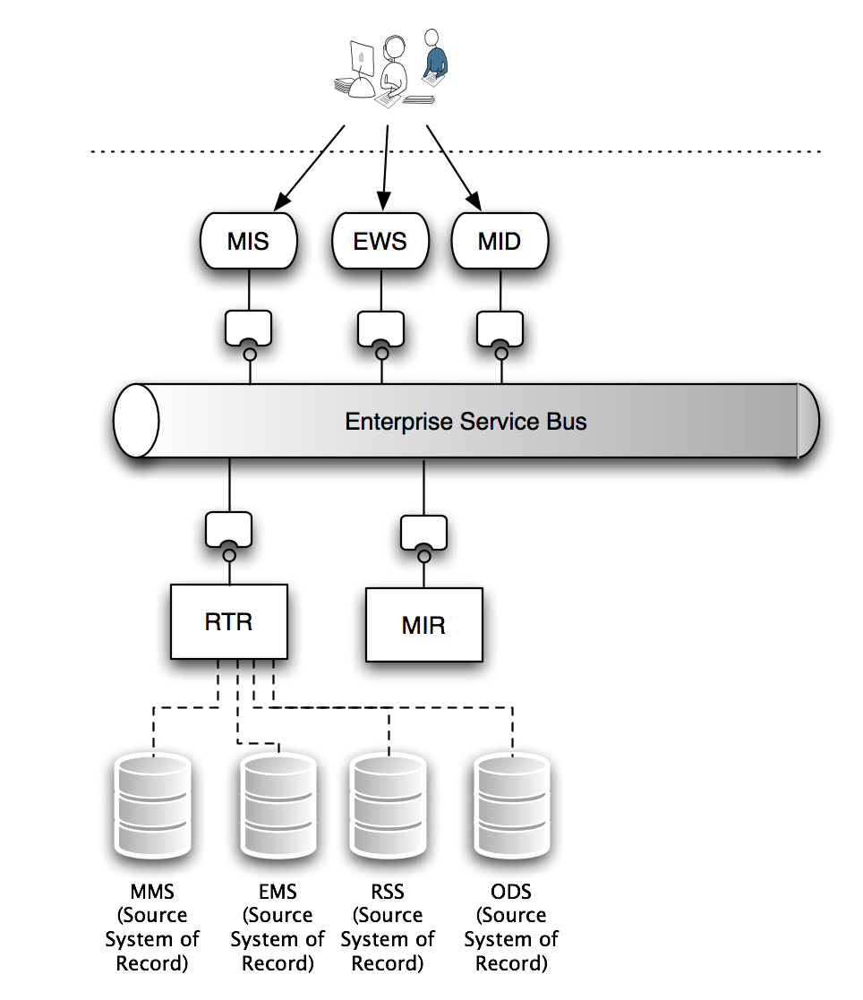 MIS
EWS
MID
Enterprise Service Bus
RTR
MIR
MMS
(Source
System of
Record)
EMS
(Source
System of
Record)
RSS
(Source
System of
Record)
ODS
(Source
System of
Record)